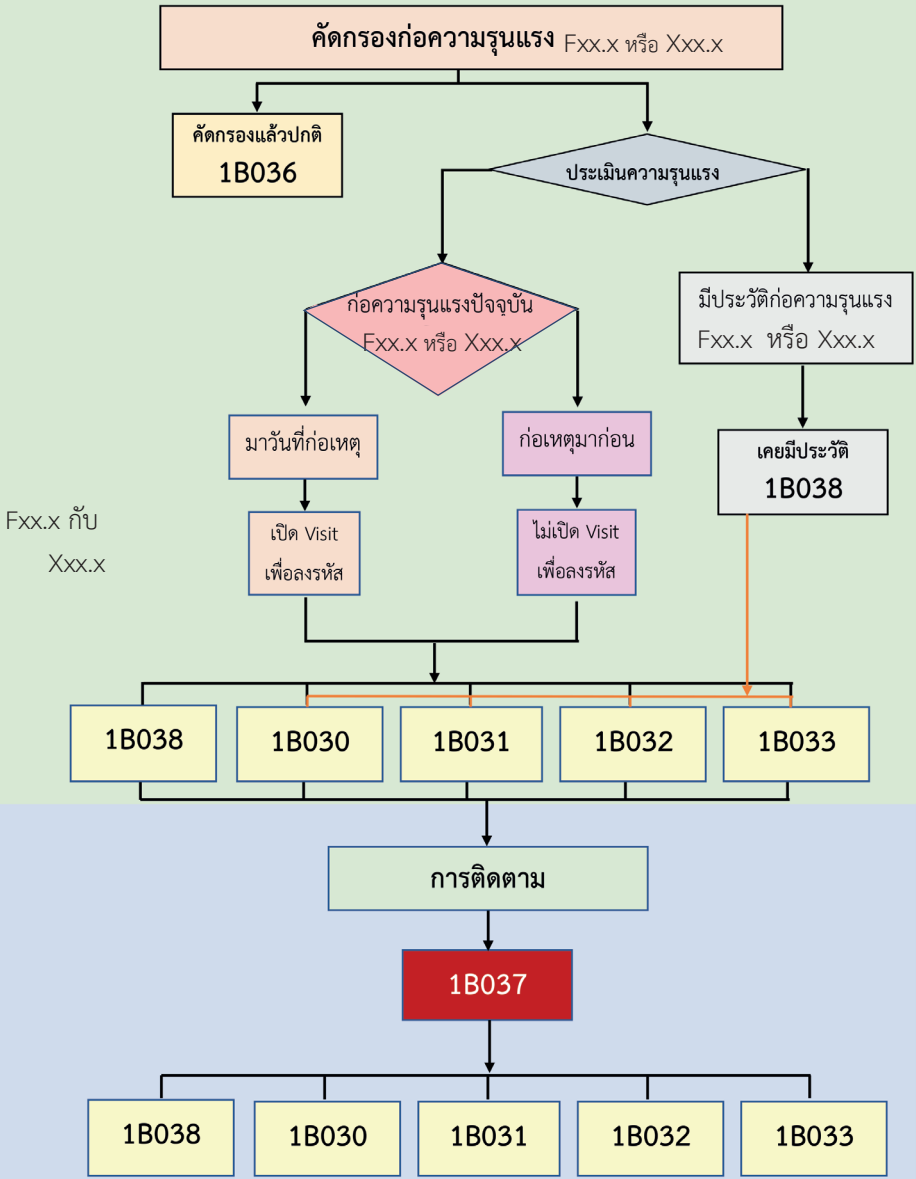 คัดกรองก่อความรุนแรง Fxx.x หรือ Xxx.x
คัดกรองแล้วปกติ
1B036
ประเมินความรุนแรง
ก่อความรุนแรงปัจจุบัน
Fxx.x หรือ Xxx.x
มีประวัติก่อความรุนแรง
Fxx.x หรือ Xxx.x
มาวันที่ก่อเหตุ
ก่อเหตุมาก่อน
เคยมีประวัติ
1B038
Fxx.x กับ
Xxx.x
เปิด Visit
เพื่อลงรหัส
ไม่เปิด Visit
เพื่อลงรหัส
1B038
1B030
1B031
1B032
1B033
การติดตาม
1B037
1B038
1B030
1B031
1B032
1B033